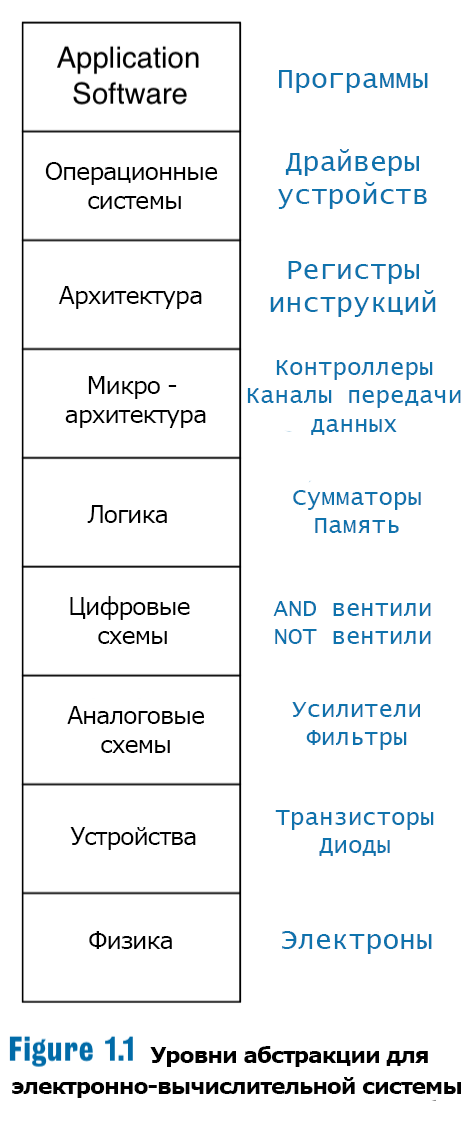 Application
Software
Программы
Операционные
системы
Драйверы
устройств
Архитектура
Регистры
инструкций
Микро -
архитектура
Контроллеры
Каналы передачи
данных
Логика
Сумматоры
Память
Цифровые
схемы
AND вентили
NOT вентили
Аналоговые
схемы
Усилители
Фильтры
Устройства
Транзисторы
Диоды
Физика
Электроны
Figure 1.1 Уровни абстракции для
электронно-вычислительной системы